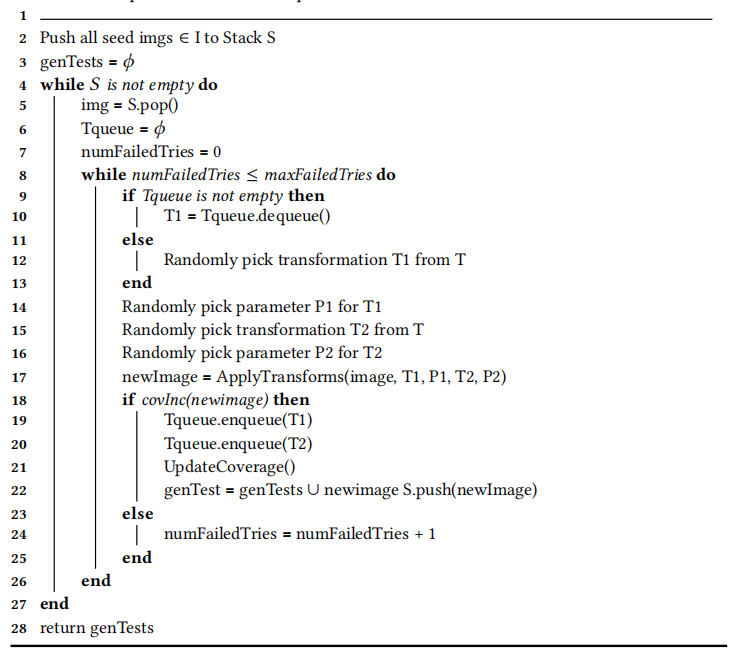 1
2 Push all seed imgs ∈ I to Stack S
3 genTests = ϕ
4 while S is not empty do
5 img = S.pop()
6 Tqueue = ϕ
7 numFailedTries = 0
8 while numFailedTries ≤ maxFailedTries do
9 if Tqueue is not empty then
10 T1 = Tqueue.dequeue()
11 else
12 Randomly pick transformation T1 from T
13 end
14 Randomly pick parameter P1 for T1
15 Randomly pick transformation T2 from T
16 Randomly pick parameter P2 for T2
17 newImage = ApplyTransforms(image, T1, P1, T2, P2)
18 if covInc(newimage) then
19 Tqueue.enqueue(T1)
20 Tqueue.enqueue(T2)
21 UpdateCoverage()
22 genTest = genTests ∪ newimage S.push(newImage)
23 else
24 numFailedTries = numFailedTries + 1
25 end
26 end
27 end
28 return genTests